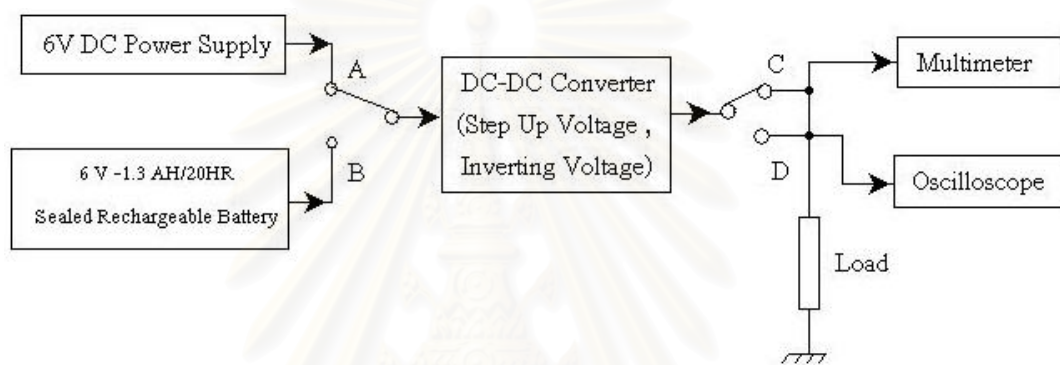 6V DC Power Supply
A
6 V -1.3 AH/20HR
Sealed Rechargeable Battery
B
DC-DC Converter
(Step Up Voltage ,
Inverting Voltage)
C
D
Multimeter
Oscilloscope
Load